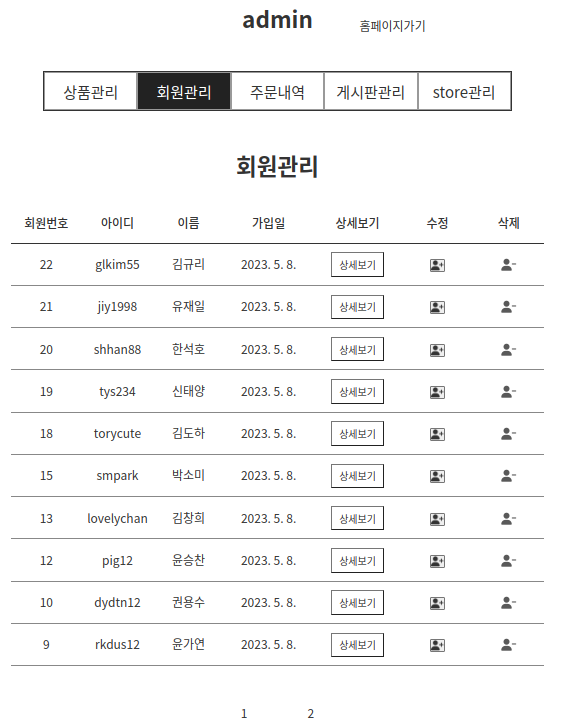 admin 홈페이지가기
상품관리 회원관리 주문내역 게시판관리 store관리
회원관리
회원번호 아이디 이름 가입일 상세보기 수정 삭제
22 glkim55 김규리 2023. 5. 8. 상세보기
21 jiy1998 유재일 2023. 5. 8. 상세보기
20 shhan88 한석호 2023. 5. 8. 상세보기
19 tys234 신태양 2023. 5. 8. 상세보기
18 torycute 김도하 2023. 5. 8. 상세보기
15 smpark 박소미 2023. 5. 8. 상세보기
13 lovelychan 김창희 2023. 5. 8. 상세보기
12 pig12 윤승찬 2023. 5. 8. 상세보기
10 dydtn12 권용수 2023. 5. 8. 상세보기
9 rkdus12 윤가연 2023. 5. 8. 상세보기
1 2